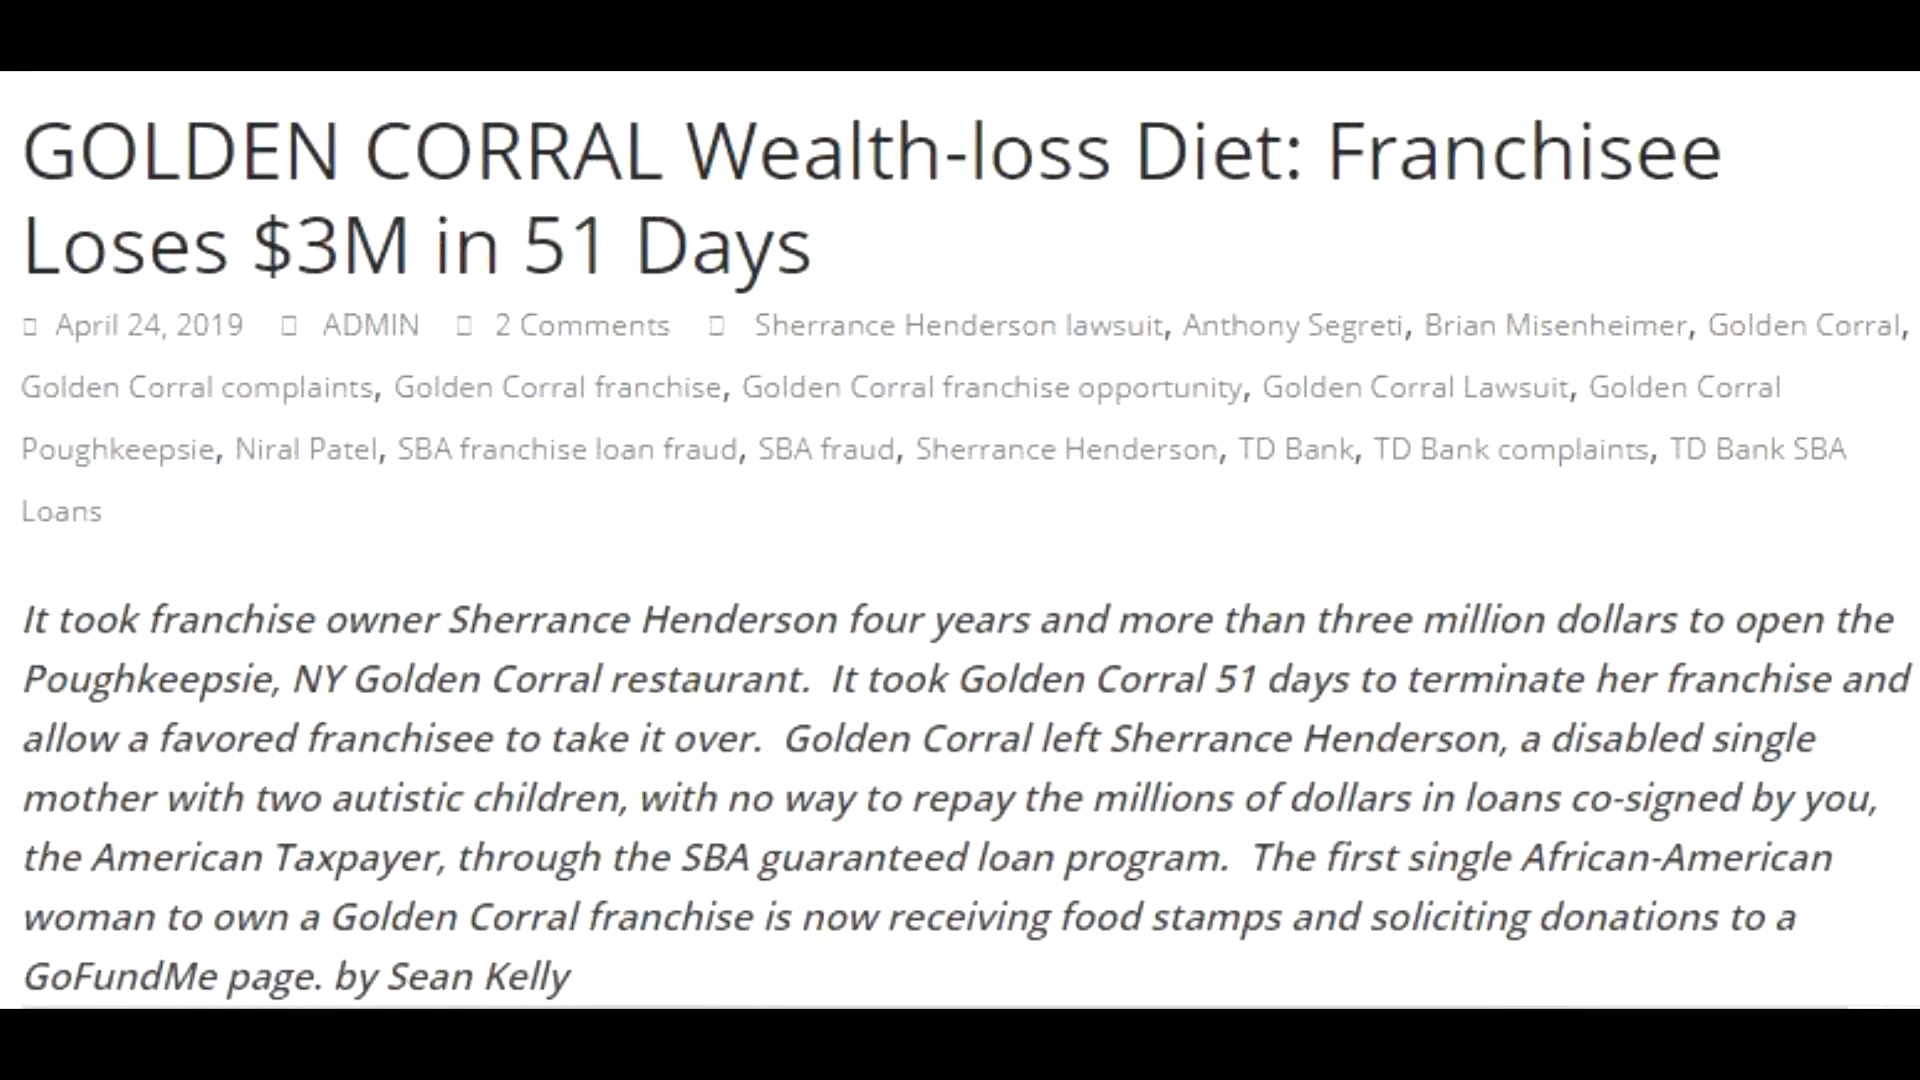 GOLDEN CORRAL Wealth-loss Diet: Franchisee
Loses $3M in 51 Days
April 24, 2019 ADMIN 2 Comments Sherrance Henderson lawsuit, Anthony Segreti, Brian Misenheimer, Golden Corral,
Golden Corral complaints, Golden Corral franchise, Golden Corral franchise opportunity, Golden Corral Lawsuit, Golden Corral
Poughkeepsie, Niral Patel, SBA franchise loan fraud, SBA fraud, Sherrance Henderson, TD Bank, TD Bank complaints, TD Bank SBA
Loans
It took franchise owner Sherrance Henderson four years and more than three million dollars to open the
Poughkeepsie, NY Golden Corral restaurant.  It took Golden Corral 51 days to terminate her franchise and
allow a favored franchisee to take it over.  Golden Corral left Sherrance Henderson, a disabled single
mother with two autistic children, with no way to repay the millions of dollars in loans co-signed by you,
the American Taxpayer, through the SBA guaranteed loan program.  The first single African-American
woman to own a Golden Corral franchise is now receiving food stamps and soliciting donations to a
GoFundMe page. by Sean Kelly